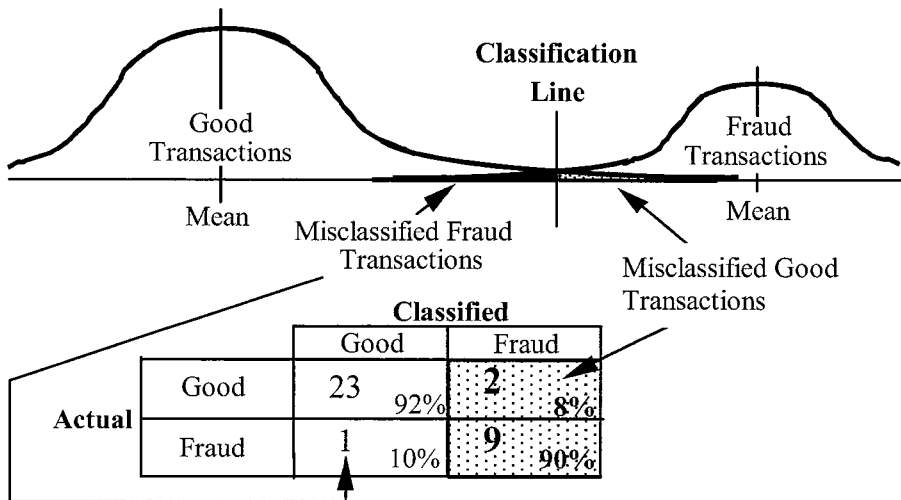 Classification
Line
Good
Transactions
Fraud
Transactions
Mean
Mean
Misclassified Fraud
Transactions
Misclassified Good
Transactions
Classified
Good Fraud
Actual
Good 23 92% 2 8%
Fraud 1 10% 9 90%